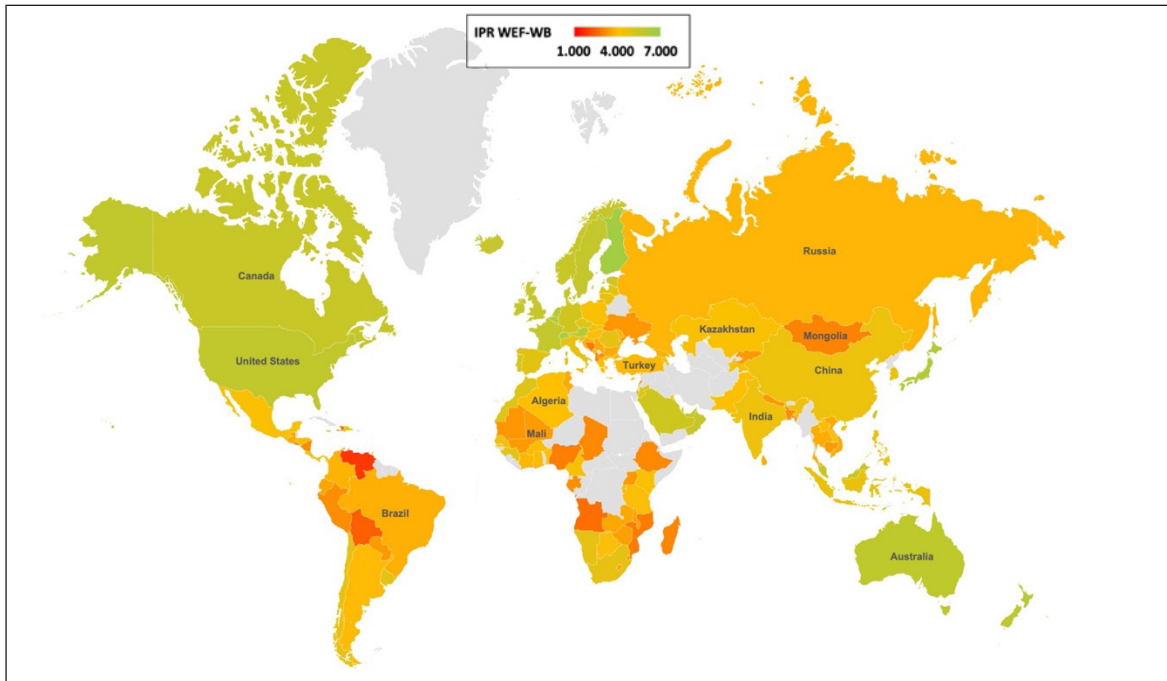 IPR WEF-WB
1.000 4.000 7.000
Russia
Canada
Kazakhstan
Mongolia
United States
Turkey
China
Algeria
India
Mali
Brazil
Australia